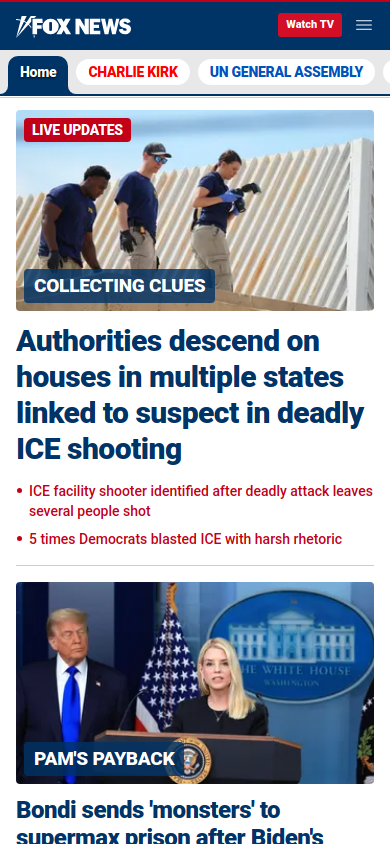 FOX NEWS
Watch TV
Home
CHARLIE KIRK
UN GENERAL ASSEMBLY
LIVE UPDATES
COLLECTING CLUES
Authorities descend on
houses in multiple states
linked to suspect in deadly
ICE shooting
ICE facility shooter identified after deadly attack leaves
several people shot
5 times Democrats blasted ICE with harsh rhetoric
THE WHITE HOUSE
WASHINGTON
PAM'S PAYBACK
Bondi sends 'monsters' to
supermax prison after Biden's